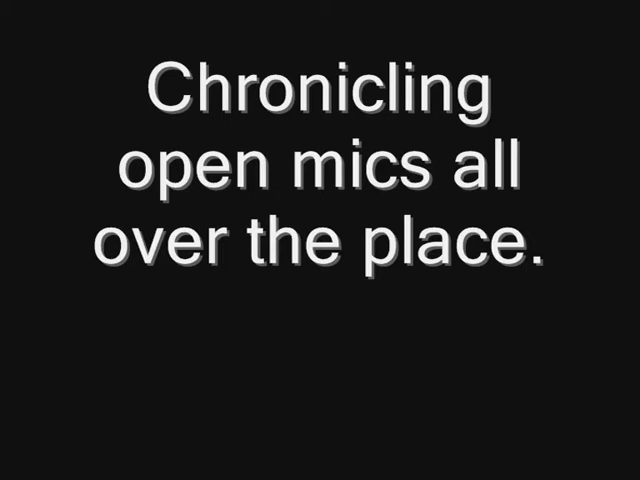 Chronicling
open mics all
over the place.